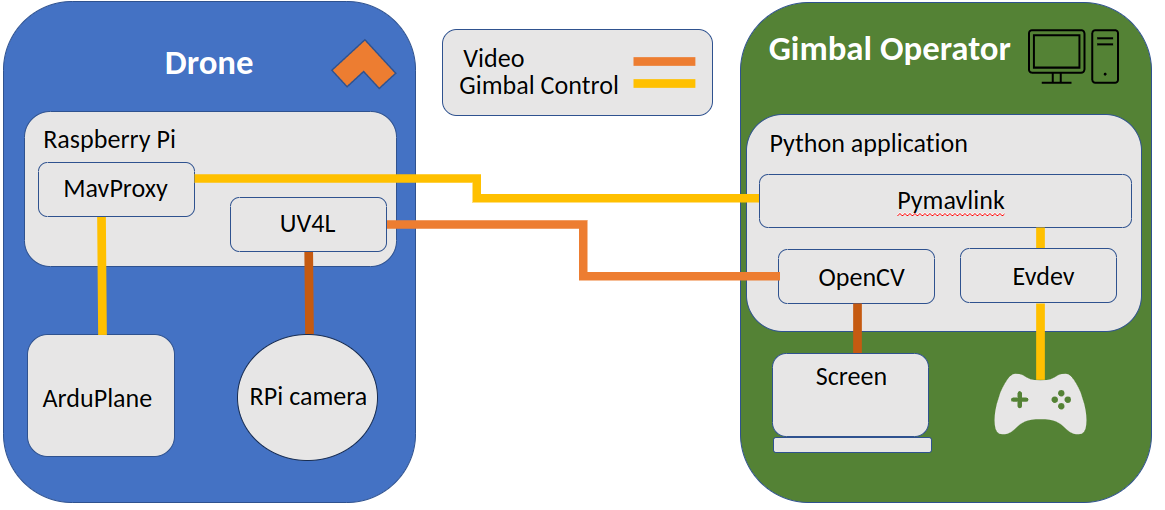 Drone
Raspberry Pi
MavProxy
UV4L
ArduPlane
RPi camera
Video
Gimbal Control
Gimbal Operator
Python application
Pymavlink
OpenCV
Evdev
Screen